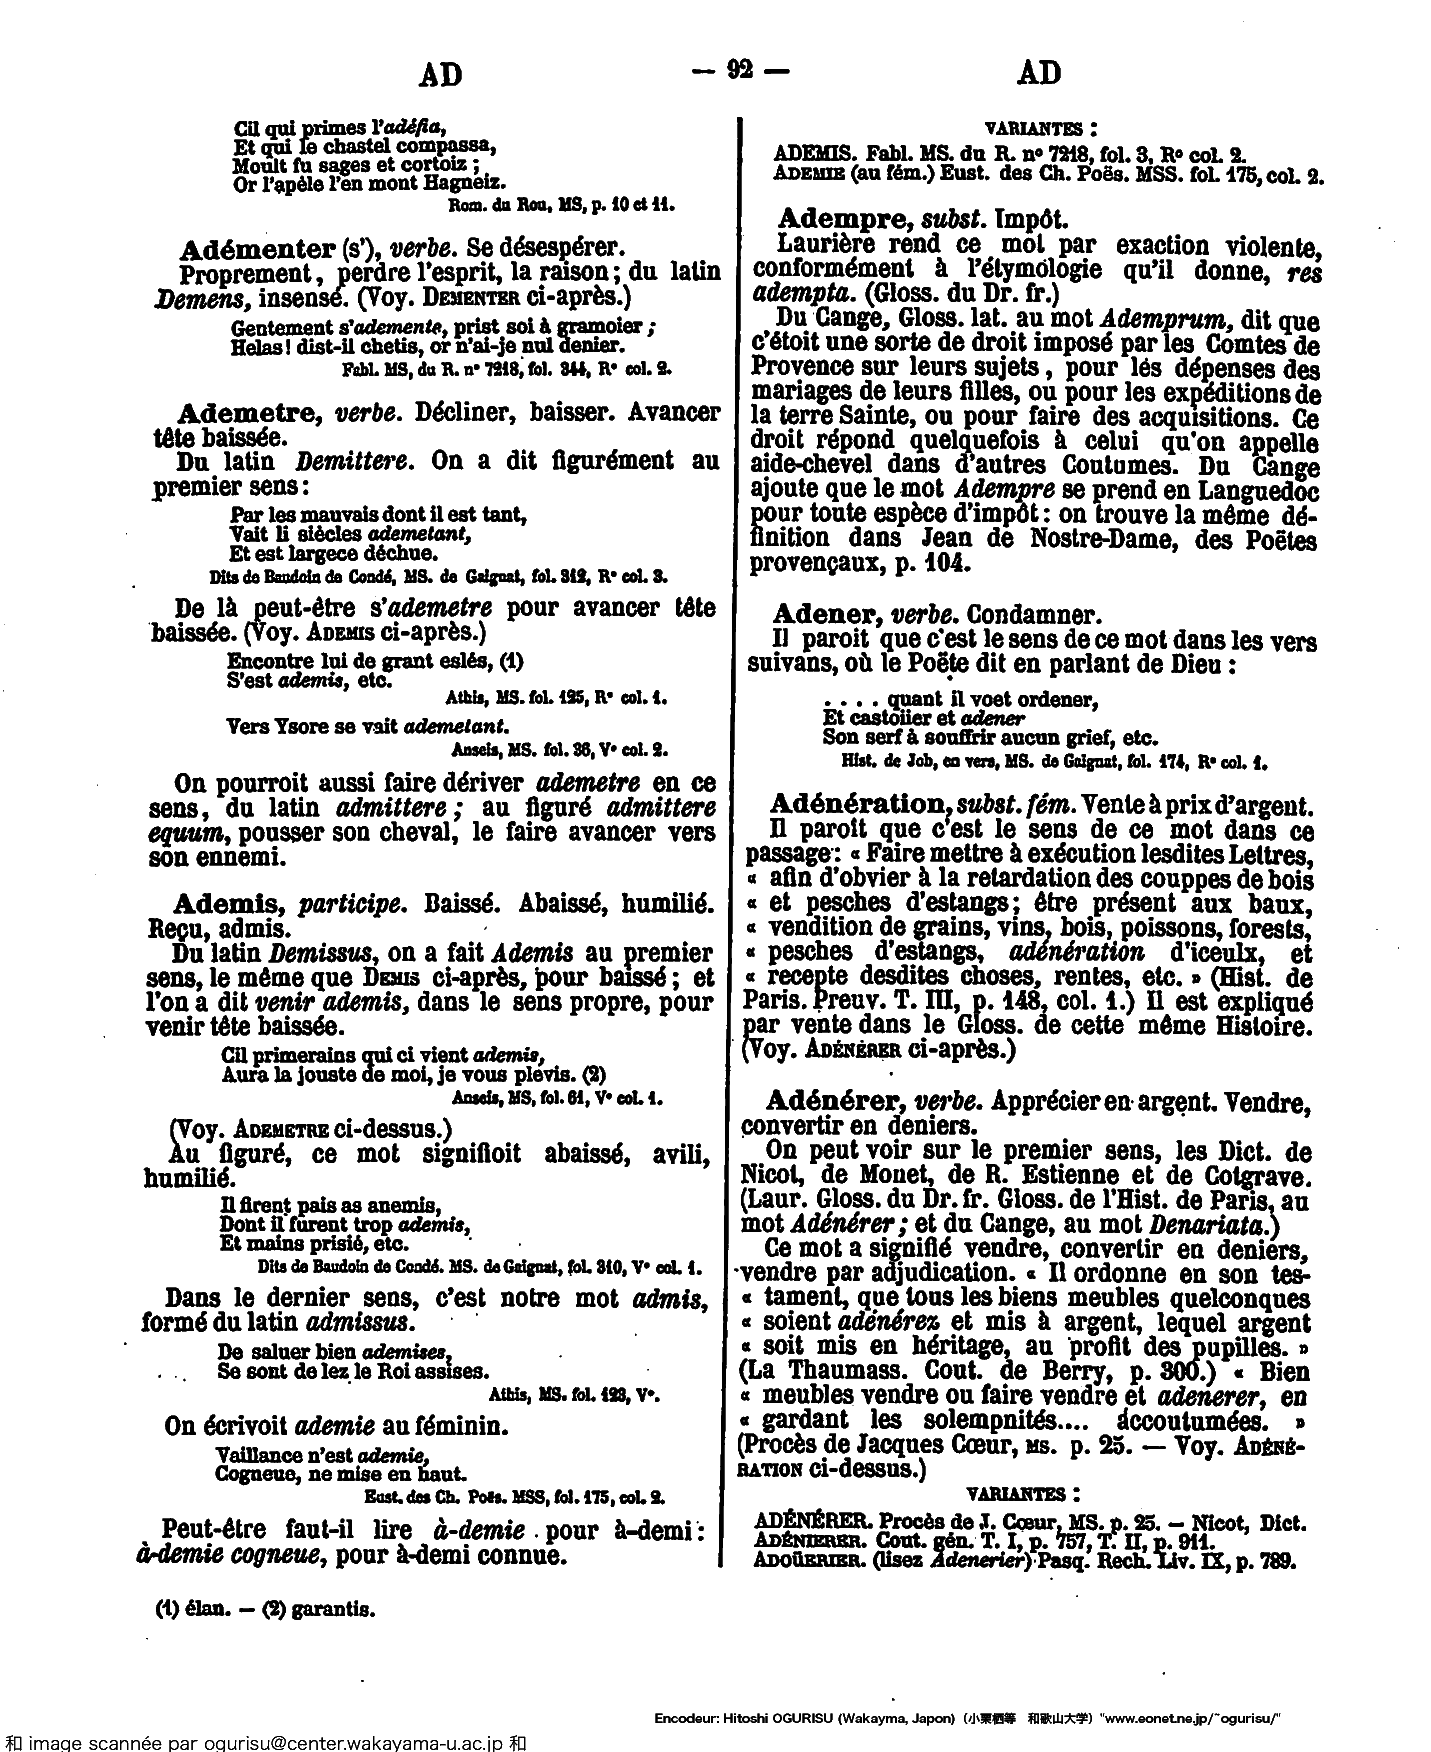 AD — 92 — AD
Cil qui primes l'adéfia,
Et qui le chastel compassa,
Moult fu sages et cortoiz ;
Or l'apèle l'en mont Hagneiz.
Rom. du Rou, MS, p. 10 et 11.
Adémenter (s'), verbe. Se désespérer.
Proprement, perdre l'esprit, la raison ; du latin
Demens, insensé. (Voy. DEMENTER ci-après.)
Gentement s'ademente, prist soi à gramoier ;
Helas ! dist-il chetis, or n'ai-je nul denier.
Fabl. MS, du R. n° 7218, fol. 344, R° col. 2.
Ademetre, verbe. Décliner, baisser. Avancer
tête baissée.
Du latin Demittere. On a dit figurément au
premier sens :
Par les mauvais dont il est tant,
Vait li siècles ademetant,
Et est largece déchue.
Dits de Baudoin de Condé, MS. de Gaignat, fol. 312, R° col. 3.
De là peut-être s'ademetre pour avancer tête
baissée. (Voy. ADEMIS ci-après.)
Encontre lui de grant eslés, (1)
S'est ademis, etc.
Athis, MS. fol. 125, R° col. 1.
Vers Ysore se vait ademetant.
Anseis, MS. fol. 36, V° col. 2.
On pourroit aussi faire dériver ademetre en ce
sens, du latin admittere ; au figuré admittere
equum, pousser son cheval, le faire avancer vers
son ennemi.
Ademis, participe. Baissé. Abaissé, humilié.
Reçu, admis.
Du latin Demissus, on a fait Ademis au premier
sens, le même que DEMIS ci-après, pour baissé ; et
l'on a dit venir ademis, dans le sens propre, pour
venir tête baissée.
Cil primerains qui ci vient ademis,
Aura la jouste de moi, je vous plevis. (2)
Anseis, MS, fol. 61, V° col. 1.
(Voy. ADEMETRE ci-dessus.)
Au figuré, ce mot signifioit abaissé, avili,
humilié.
Il firent pais as anemis,
Dont il furent trop ademis,
Et mains prisié, etc.
Dits de Baudoin de Condé. MS. de Gaignat, fol. 310, V° col. 1.
Dans le dernier sens, c'est notre mot admis,
formé du latin admissus.
De saluer bien ademises,
Se sont de lez le Roi assises.
Athis, MS. fol. 123, V°.
On écrivoit ademie au féminin.
Vaillance n'est ademie,
Cogneue, ne mise en haut.
Eust. des Ch. Poës. MSS, fol. 175, col. 2.
Peut-être faut-il lire à-demie pour à-demi :
à-demie cogneue, pour à-demi connue.
(1) élan. — (2) garantis.
VARIANTES :
ADEMIS. Fabl. MS. du R. n° 7218, fol. 3, R° col. 2.
ADEMIE (au fém.) Eust. des Ch. Poës. MSS. fol. 175, col. 2.
Adempre, subst. Impôt.
Laurière rend ce mot par exaction violente,
conformément à l'étymologie qu'il donne, res
adempta. (Gloss. du Dr. fr.)
Du Cange, Gloss. lat. au mot Ademprum, dit que
c'étoit une sorte de droit imposé par les Comtes de
Provence sur leurs sujets, pour les dépenses des
mariages de leurs filles, ou pour les expéditions de
la terre Sainte, ou pour faire des acquisitions. Ce
droit répond quelquefois à celui qu'on appelle
aide-chevel dans d'autres Coutumes. Du Cange
ajoute que le mot Adempre se prend en Languedoc
pour toute espèce d'impôt : on trouve la même dé-
finition dans Jean de Nostre-Dame, des Poëtes
provençaux, p. 104.
Adener, verbe. Condamner.
Il paroit que c'est le sens de ce mot dans les vers
suivans, où le Poëte dit en parlant de Dieu :
. . . . quant il voet ordener,
Et castoiier et adener
Son serf à souffrir aucun grief, etc.
Hist. de Job, en vers, MS. de Gaignat, fol. 174, R° col. 1.
Adénération, subst. fém. Vente à prix d'argent.
Il paroit que c'est le sens de ce mot dans ce
passage : « Faire mettre à exécution lesdites Lettres,
« afin d'obvier à la retardation des couppes de bois
« et pesches d'estangs ; être présent aux baux,
« vendition de grains, vins, bois, poissons, forests,
« pesches d'estangs, adénération d'iceulx, et
« recepte desdites choses, rentes, etc. » (Hist. de
Paris. Preuv. T. III, p. 148, col. 1.) Il est expliqué
par vente dans le Gloss. de cette même Histoire.
(Voy. ADÉNÉRER ci-après.)
Adénérer, verbe. Apprécier en argent. Vendre,
convertir en deniers.
On peut voir sur le premier sens, les Dict. de
Nicot, de Monet, de R. Estienne et de Cotgrave.
(Laur. Gloss. du Dr. fr. Gloss. de l'Hist. de Paris, au
mot Adénérer ; et du Cange, au mot Denariata.)
Ce mot a signifié vendre, convertir en deniers,
vendre par adjudication. « Il ordonne en son tes-
« tament, que tous les biens meubles quelconques
« soient adénérez et mis à argent, lequel argent
« soit mis en héritage, au profit des pupilles. »
(La Thaumass. Cout. de Berry, p. 300.) « Bien
« meubles vendre ou faire vendre et adenerer, en
« gardant les solempnités.... accoutumées. »
(Procès de Jacques Cœur, MS. p. 25. — Voy. ADÉNÉ-
RATION ci-dessus.)
VARIANTES :
ADÉNÉRER. Procès de J. Cœur, MS. p. 25. — Nicot, Dict.
ADÉNIERER. Cout. gén. T. I, p. 757, T. II, p. 911.
ADOÜERIER. (lisez Adenerier) Pasq. Rech. Liv. IX, p. 789.
Encodeur: Hitoshi OGURISU (Wakayma, Japon) (小栗栖等 和歌山大学) "www.eonet.ne.jp/~ogurisu/"
和 image scannée par ogurisu@center.wakayama-u.ac.jp 和